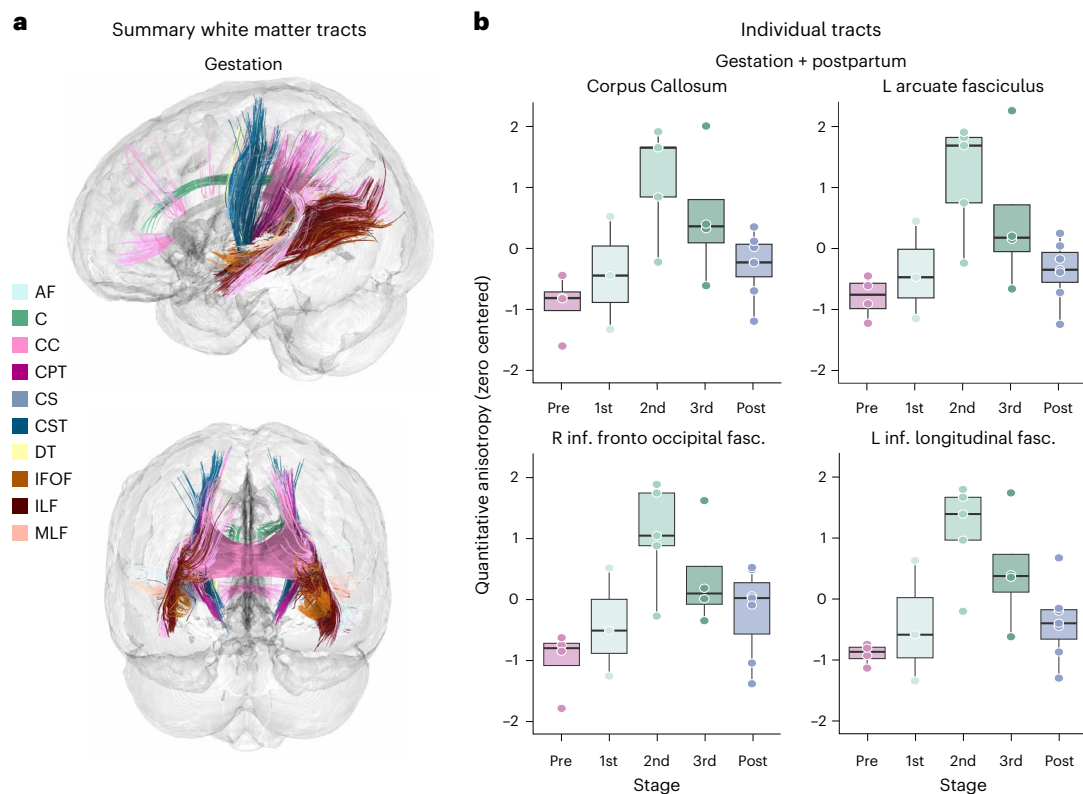 a
Summary white matter tracts
Gestation
AF
C
CC
CPT
CS
CST
DT
IFOF
ILF
MLF
b
Individual tracts
Gestation + postpartum
Quantitative anisotropy (zero centered)
Corpus Callosum
2
1
0
−1
−2
Pre 1st 2nd 3rd Post
L arcuate fasciculus
2
1
0
−1
−2
Pre 1st 2nd 3rd Post
R inf. fronto occipital fasc.
2
1
0
−1
−2
Pre 1st 2nd 3rd Post
Stage
L inf. longitudinal fasc.
2
1
0
−1
−2
Pre 1st 2nd 3rd Post
Stage